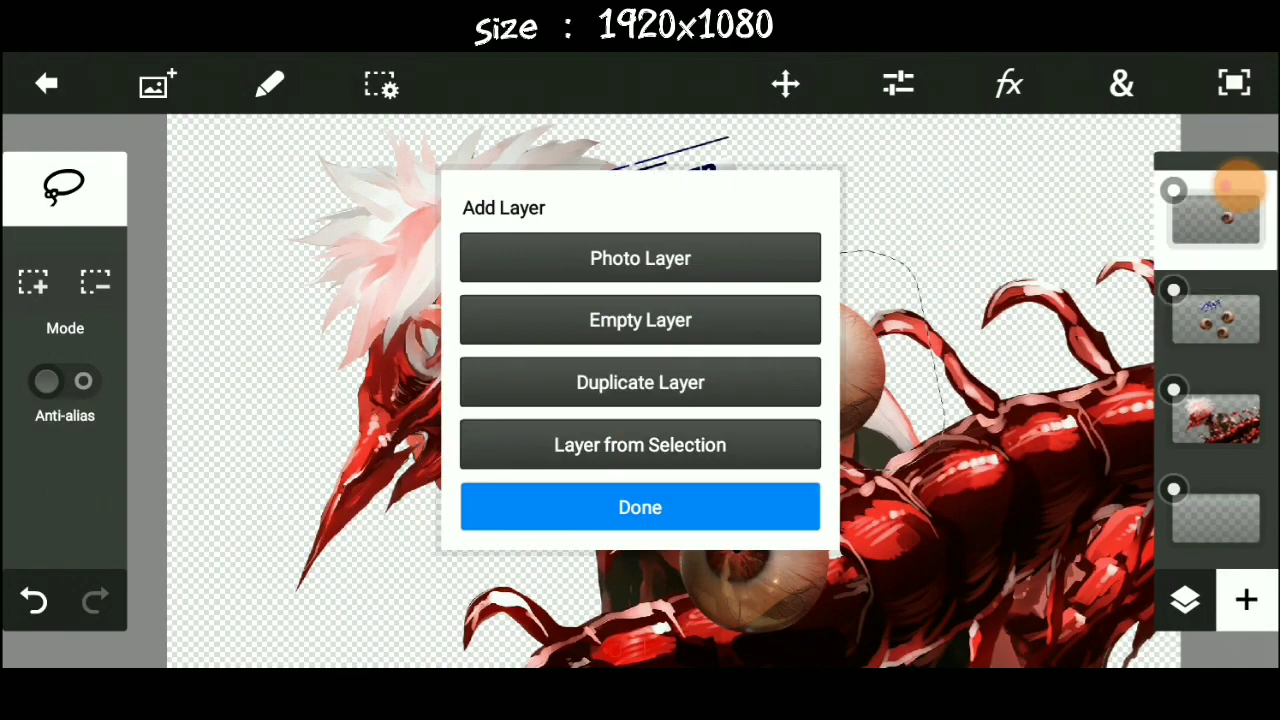 Size : 1920x1080
fx
&
Add Layer
Photo Layer
Empty Layer
Duplicate Layer
Layer from Selection
Done
Mode
Anti-alias